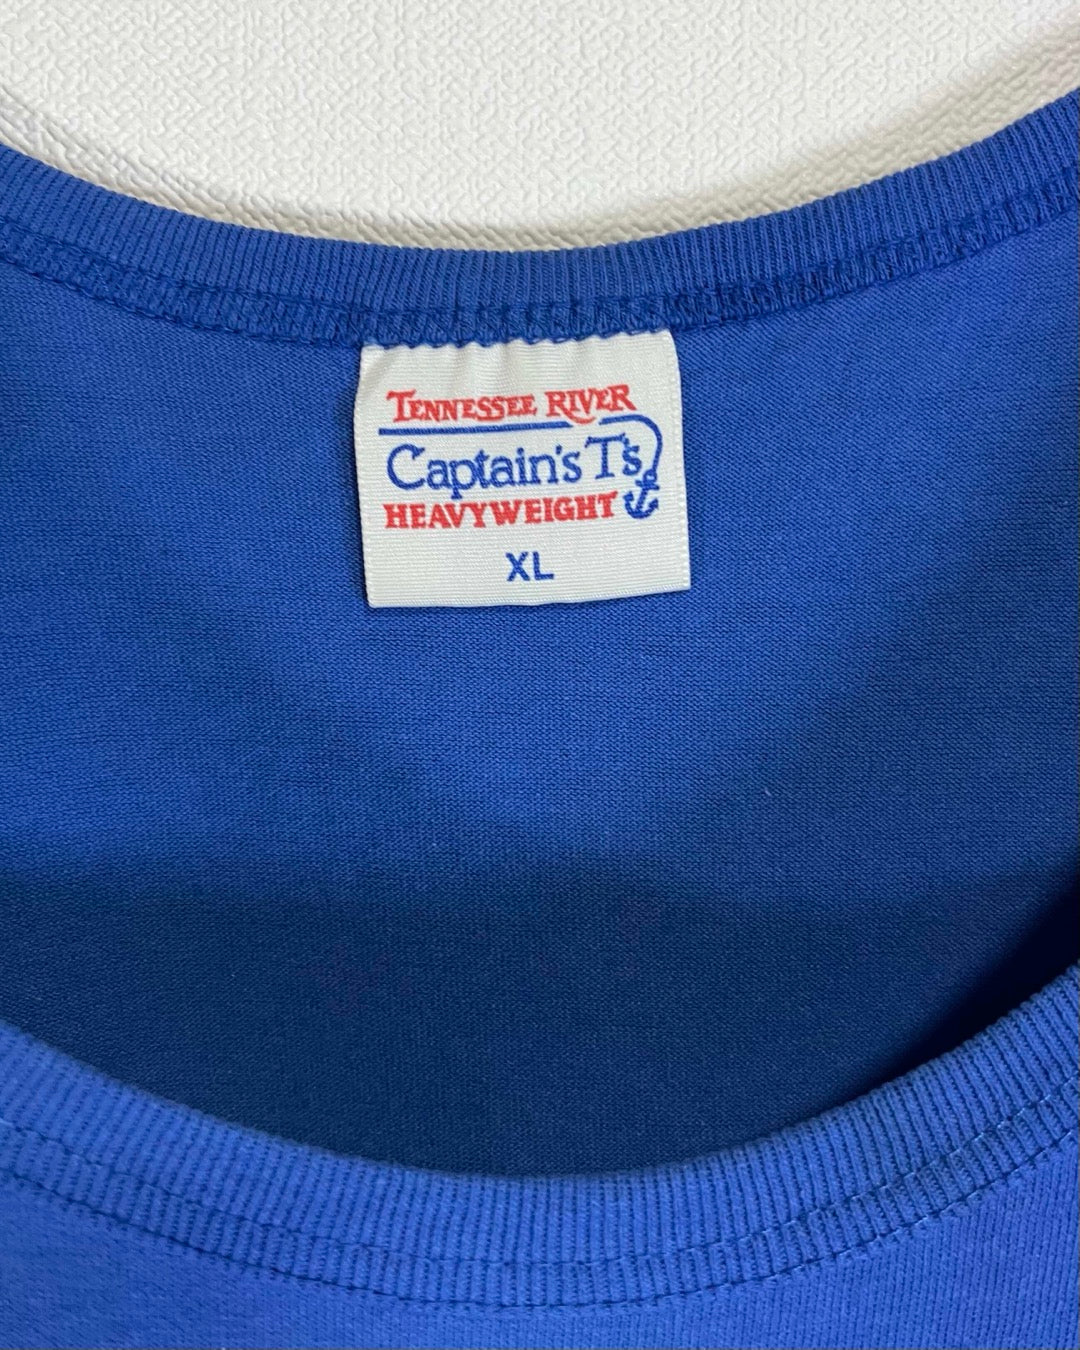 TENNESSEE RIVER
Captain's T's
HEAVYWEIGHT
XL